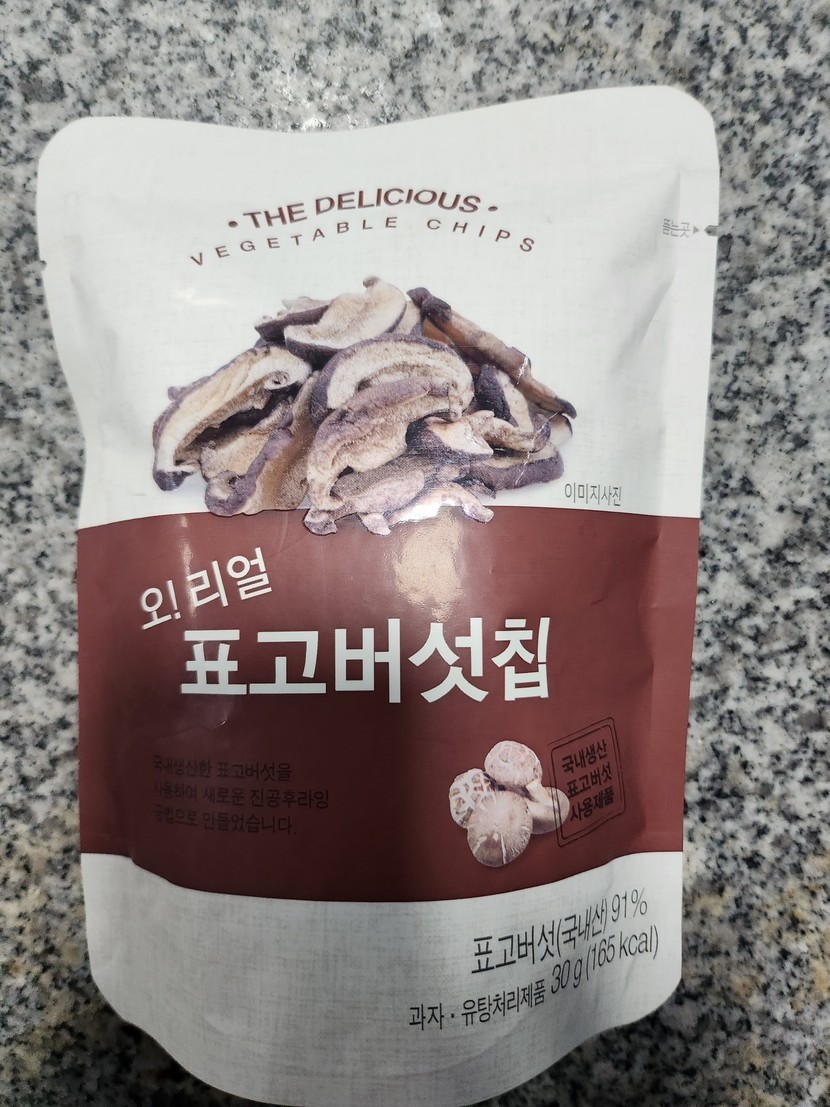 • THE DELICIOUS •
VEGETABLE CHIPS
뜯는곳▶
이미지사진
오! 리얼
표고버섯칩
국내생산한 표고버섯을
사용하여 새로운 진공후라잉
공법으로 만들었습니다.
국내생산
표고버섯
사용제품
표고버섯(국내산) 91%
과자 · 유탕처리제품 30 g (165 kcal)